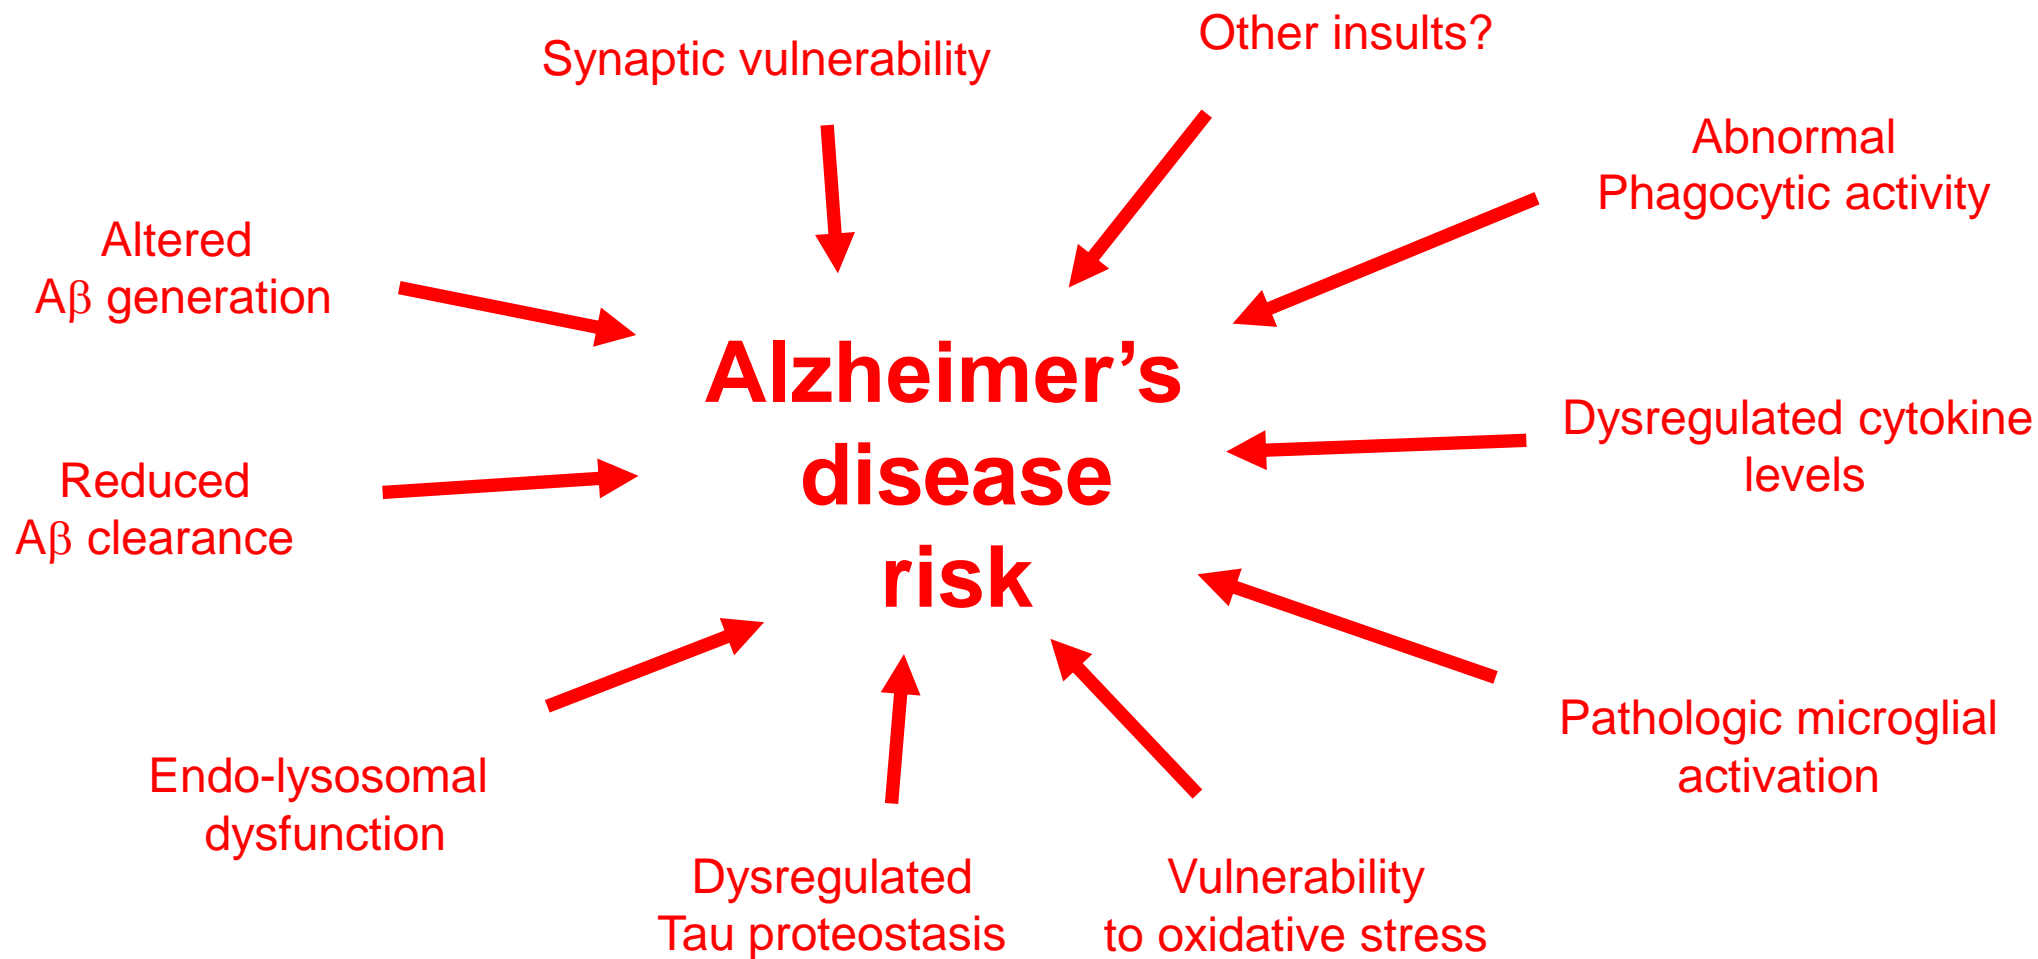 Other insults?
Synaptic vulnerability
Abnormal
Phagocytic activity
Altered
Aβ generation
Alzheimer’s
disease
risk
Dysregulated cytokine
levels
Reduced
Aβ clearance
Pathologic microglial
activation
Endo-lysosomal
dysfunction
Dysregulated
Tau proteostasis
Vulnerability
to oxidative stress